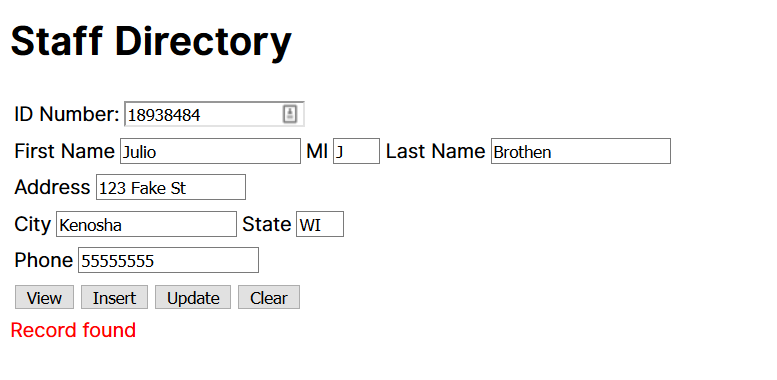 Staff Directory
ID Number: 18938484
First Name Julio MI J Last Name Brothen
Address 123 Fake St
City Kenosha State WI
Phone 55555555
View Insert Update Clear
Record found